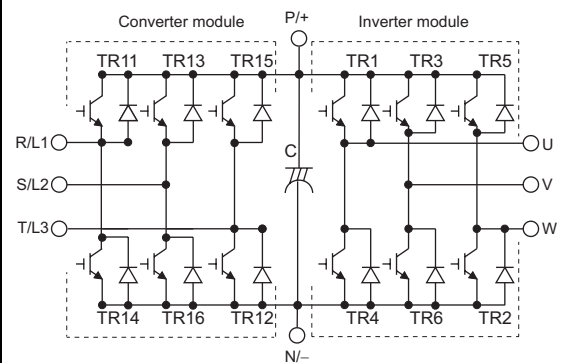 Converter module P/+ Inverter module
TR11 TR13 TR15 TR1 TR3 TR5
R/L1 U
C
S/L2 V
T/L3 W
TR14 TR16 TR12 TR4 TR6 TR2
N/−